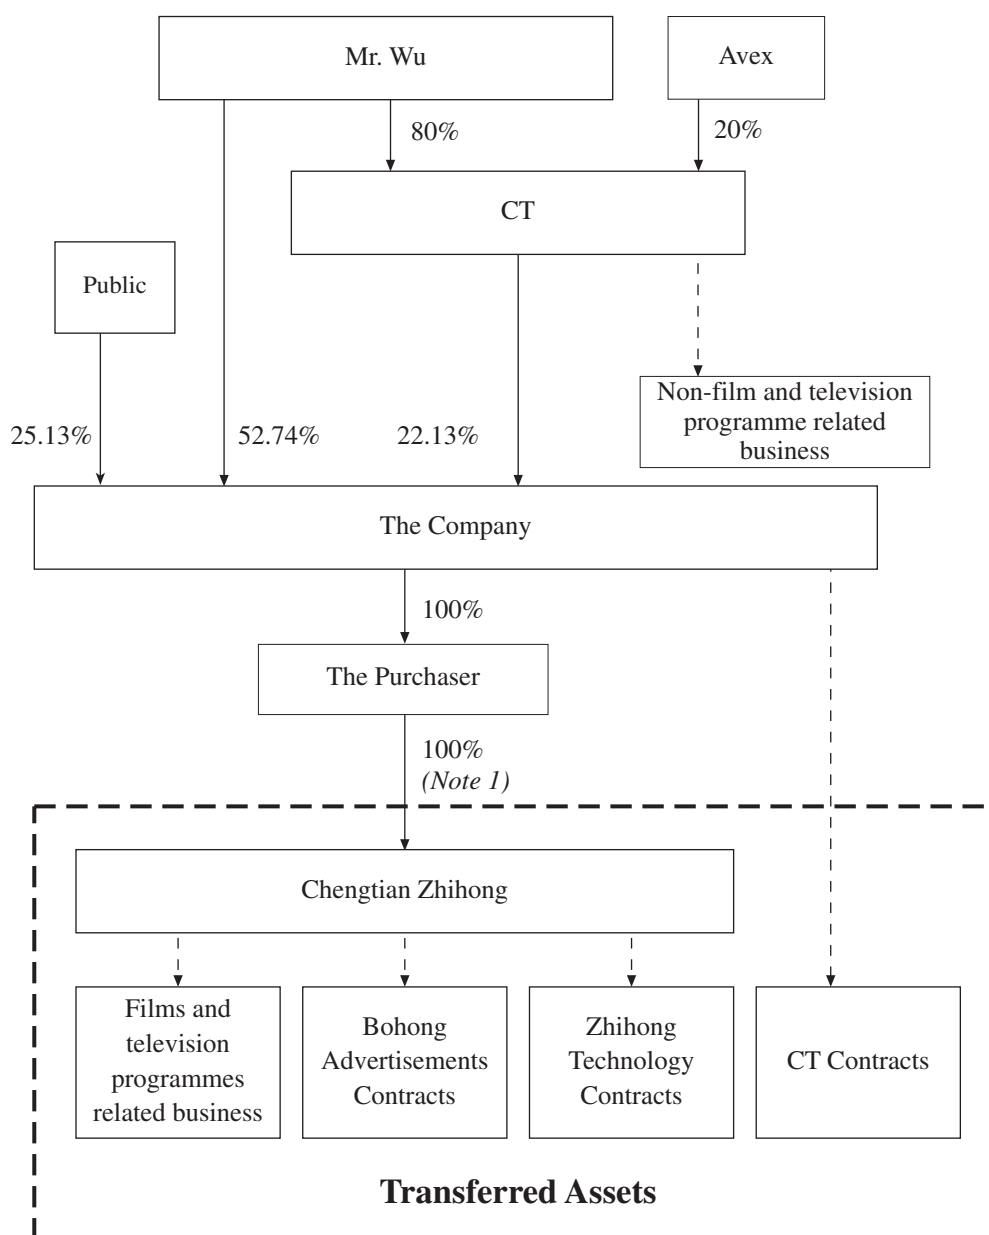 Mr. Wu
Avex
80%
20%
CT
Public
Non-film and television
programme related
business
25.13%
52.74%
22.13%
The Company
100%
The Purchaser
100%
(Note 1)
Chengtian Zhihong
Films and
television
programmes
related business
Bohong
Advertisements
Contracts
Zhihong
Technology
Contracts
CT Contracts
Transferred Assets